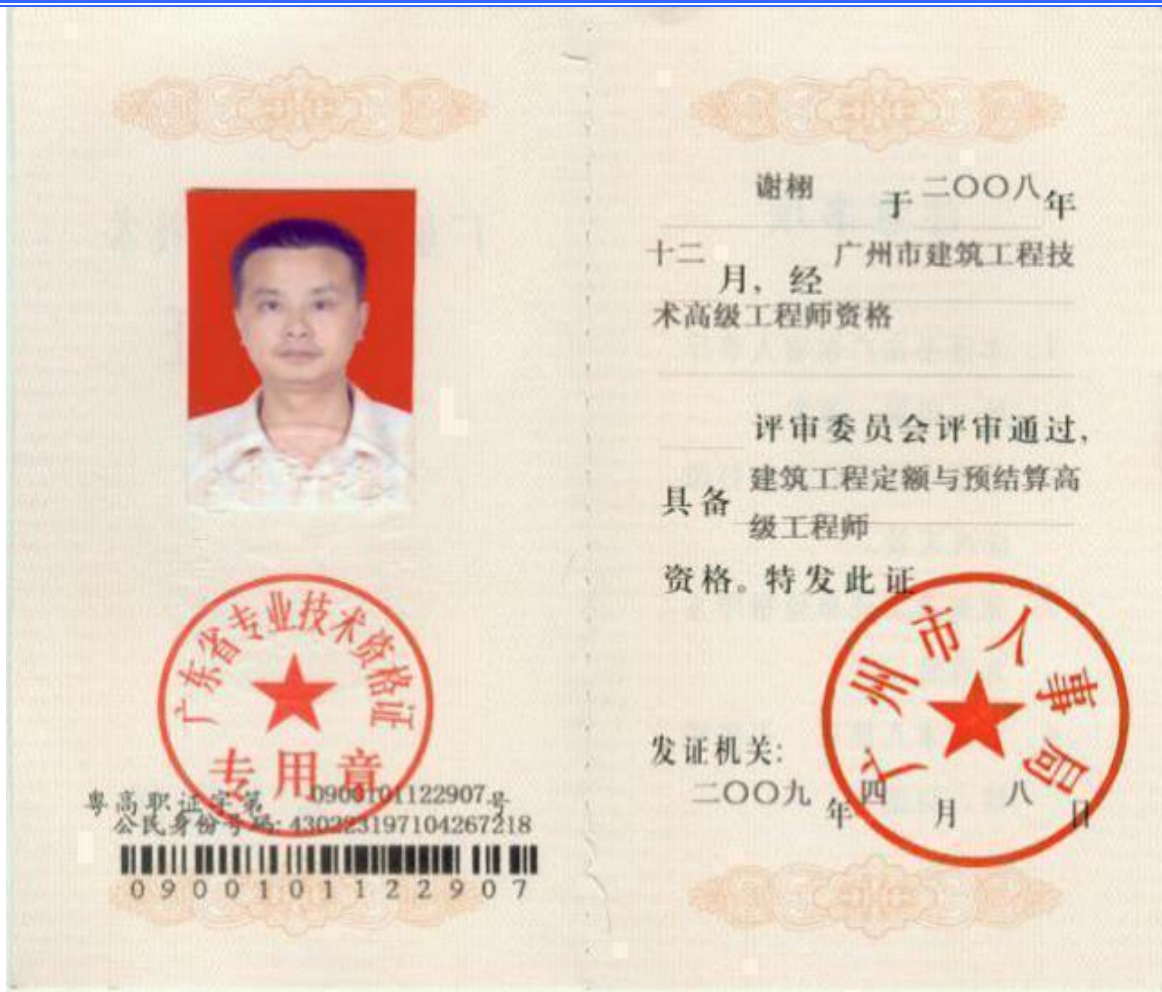 广东省专业技术资格证
专用章
粤高职证字第 0900101122907号
公民身份号码: 430223197104267218
0900101122907
谢栩 于 二〇〇八年
十二月, 经 广州市建筑工程技
术高级工程师资格
评审委员会评审通过,
具备 建筑工程定额与预结算高
级工程师
资格。特发此证
广州市人事局
发证机关:
二〇〇九年 四月 八日